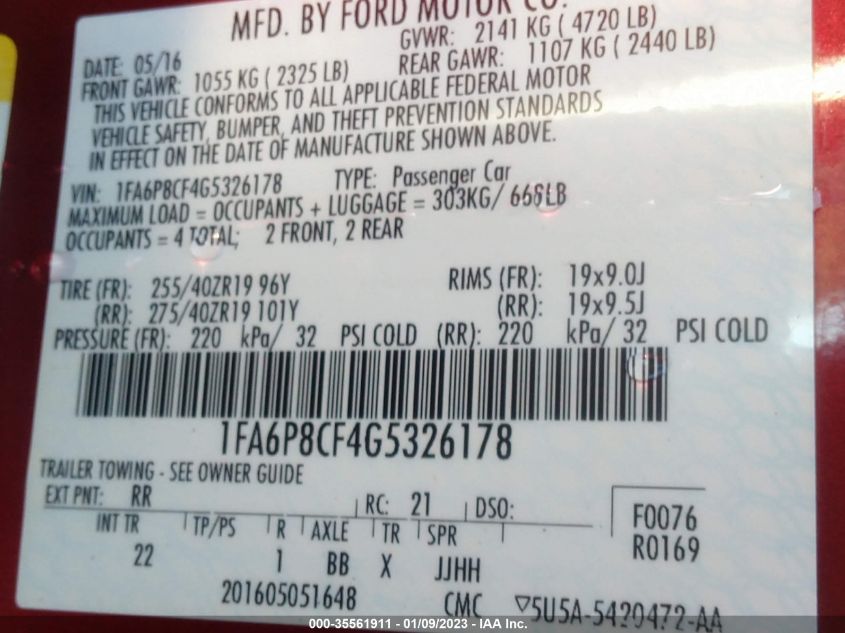 MFD. BY FORD MOTOR CO.
DATE: 05/16 GVWR: 2141 KG ( 4720 LB)
FRONT GAWR: 1055 KG ( 2325 LB) REAR GAWR: 1107 KG ( 2440 LB)
THIS VEHICLE CONFORMS TO ALL APPLICABLE FEDERAL MOTOR
VEHICLE SAFETY, BUMPER, AND THEFT PREVENTION STANDARDS
IN EFFECT ON THE DATE OF MANUFACTURE SHOWN ABOVE.
VIN: 1FA6P8CF4G5326178 TYPE: Passenger Car
MAXIMUM LOAD = OCCUPANTS + LUGGAGE = 303KG/ 668LB
OCCUPANTS = 4 TOTAL; 2 FRONT, 2 REAR
TIRE (FR): 255/40ZR19 96Y RIMS (FR): 19x9.0J
(RR): 275/40ZR19 101Y (RR): 19x9.5J
PRESSURE (FR): 220 kPa/ 32 PSI COLD (RR): 220 kPa/ 32 PSI COLD
1FA6P8CF4G5326178
TRAILER TOWING - SEE OWNER GUIDE
EXT PNT: RR RC: 21 DSO:
INT TR TP/PS R AXLE TR SPR
22 1 BB X JJHH
F0076
R0169
201605051648 CMC 5U5A-5420472-AA
000-35561911 - 01/09/2023 - IAA Inc.